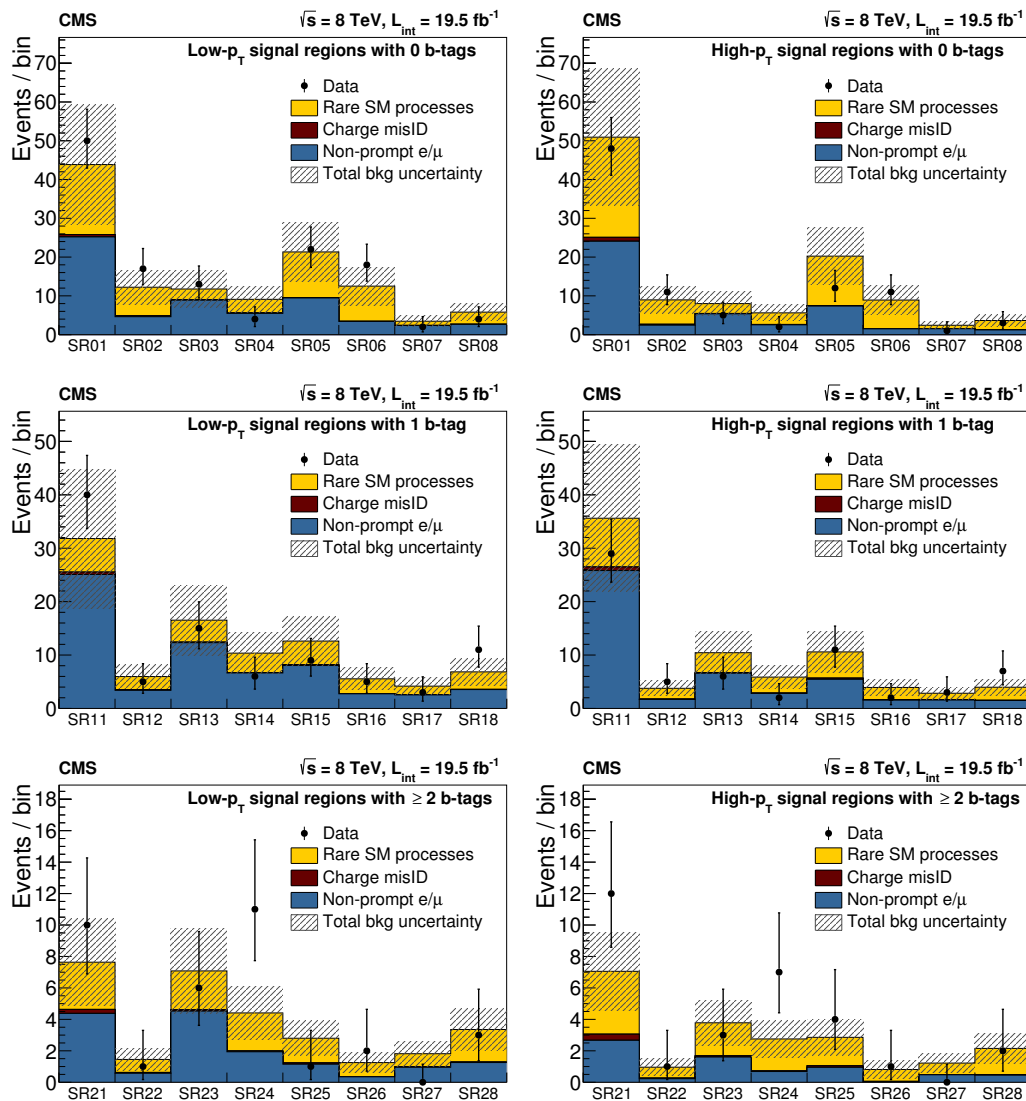 CMS √s = 8 TeV, L_int = 19.5 fb⁻¹
Low-p_T signal regions with 0 b-tags
Events / bin
70
60
50
40
30
20
10
0
Data
Rare SM processes
Charge misID
Non-prompt e/μ
Total bkg uncertainty
SR01 SR02 SR03 SR04 SR05 SR06 SR07 SR08
CMS √s = 8 TeV, L_int = 19.5 fb⁻¹
High-p_T signal regions with 0 b-tags
Events / bin
70
60
50
40
30
20
10
0
Data
Rare SM processes
Charge misID
Non-prompt e/μ
Total bkg uncertainty
SR01 SR02 SR03 SR04 SR05 SR06 SR07 SR08
CMS √s = 8 TeV, L_int = 19.5 fb⁻¹
Low-p_T signal regions with 1 b-tag
Events / bin
50
40
30
20
10
0
Data
Rare SM processes
Charge misID
Non-prompt e/μ
Total bkg uncertainty
SR11 SR12 SR13 SR14 SR15 SR16 SR17 SR18
CMS √s = 8 TeV, L_int = 19.5 fb⁻¹
High-p_T signal regions with 1 b-tag
Events / bin
50
40
30
20
10
0
Data
Rare SM processes
Charge misID
Non-prompt e/μ
Total bkg uncertainty
SR11 SR12 SR13 SR14 SR15 SR16 SR17 SR18
CMS √s = 8 TeV, L_int = 19.5 fb⁻¹
Low-p_T signal regions with ≥ 2 b-tags
Events / bin
18
16
14
12
10
8
6
4
2
0
Data
Rare SM processes
Charge misID
Non-prompt e/μ
Total bkg uncertainty
SR21 SR22 SR23 SR24 SR25 SR26 SR27 SR28
CMS √s = 8 TeV, L_int = 19.5 fb⁻¹
High-p_T signal regions with ≥ 2 b-tags
Events / bin
18
16
14
12
10
8
6
4
2
0
Data
Rare SM processes
Charge misID
Non-prompt e/μ
Total bkg uncertainty
SR21 SR22 SR23 SR24 SR25 SR26 SR27 SR28